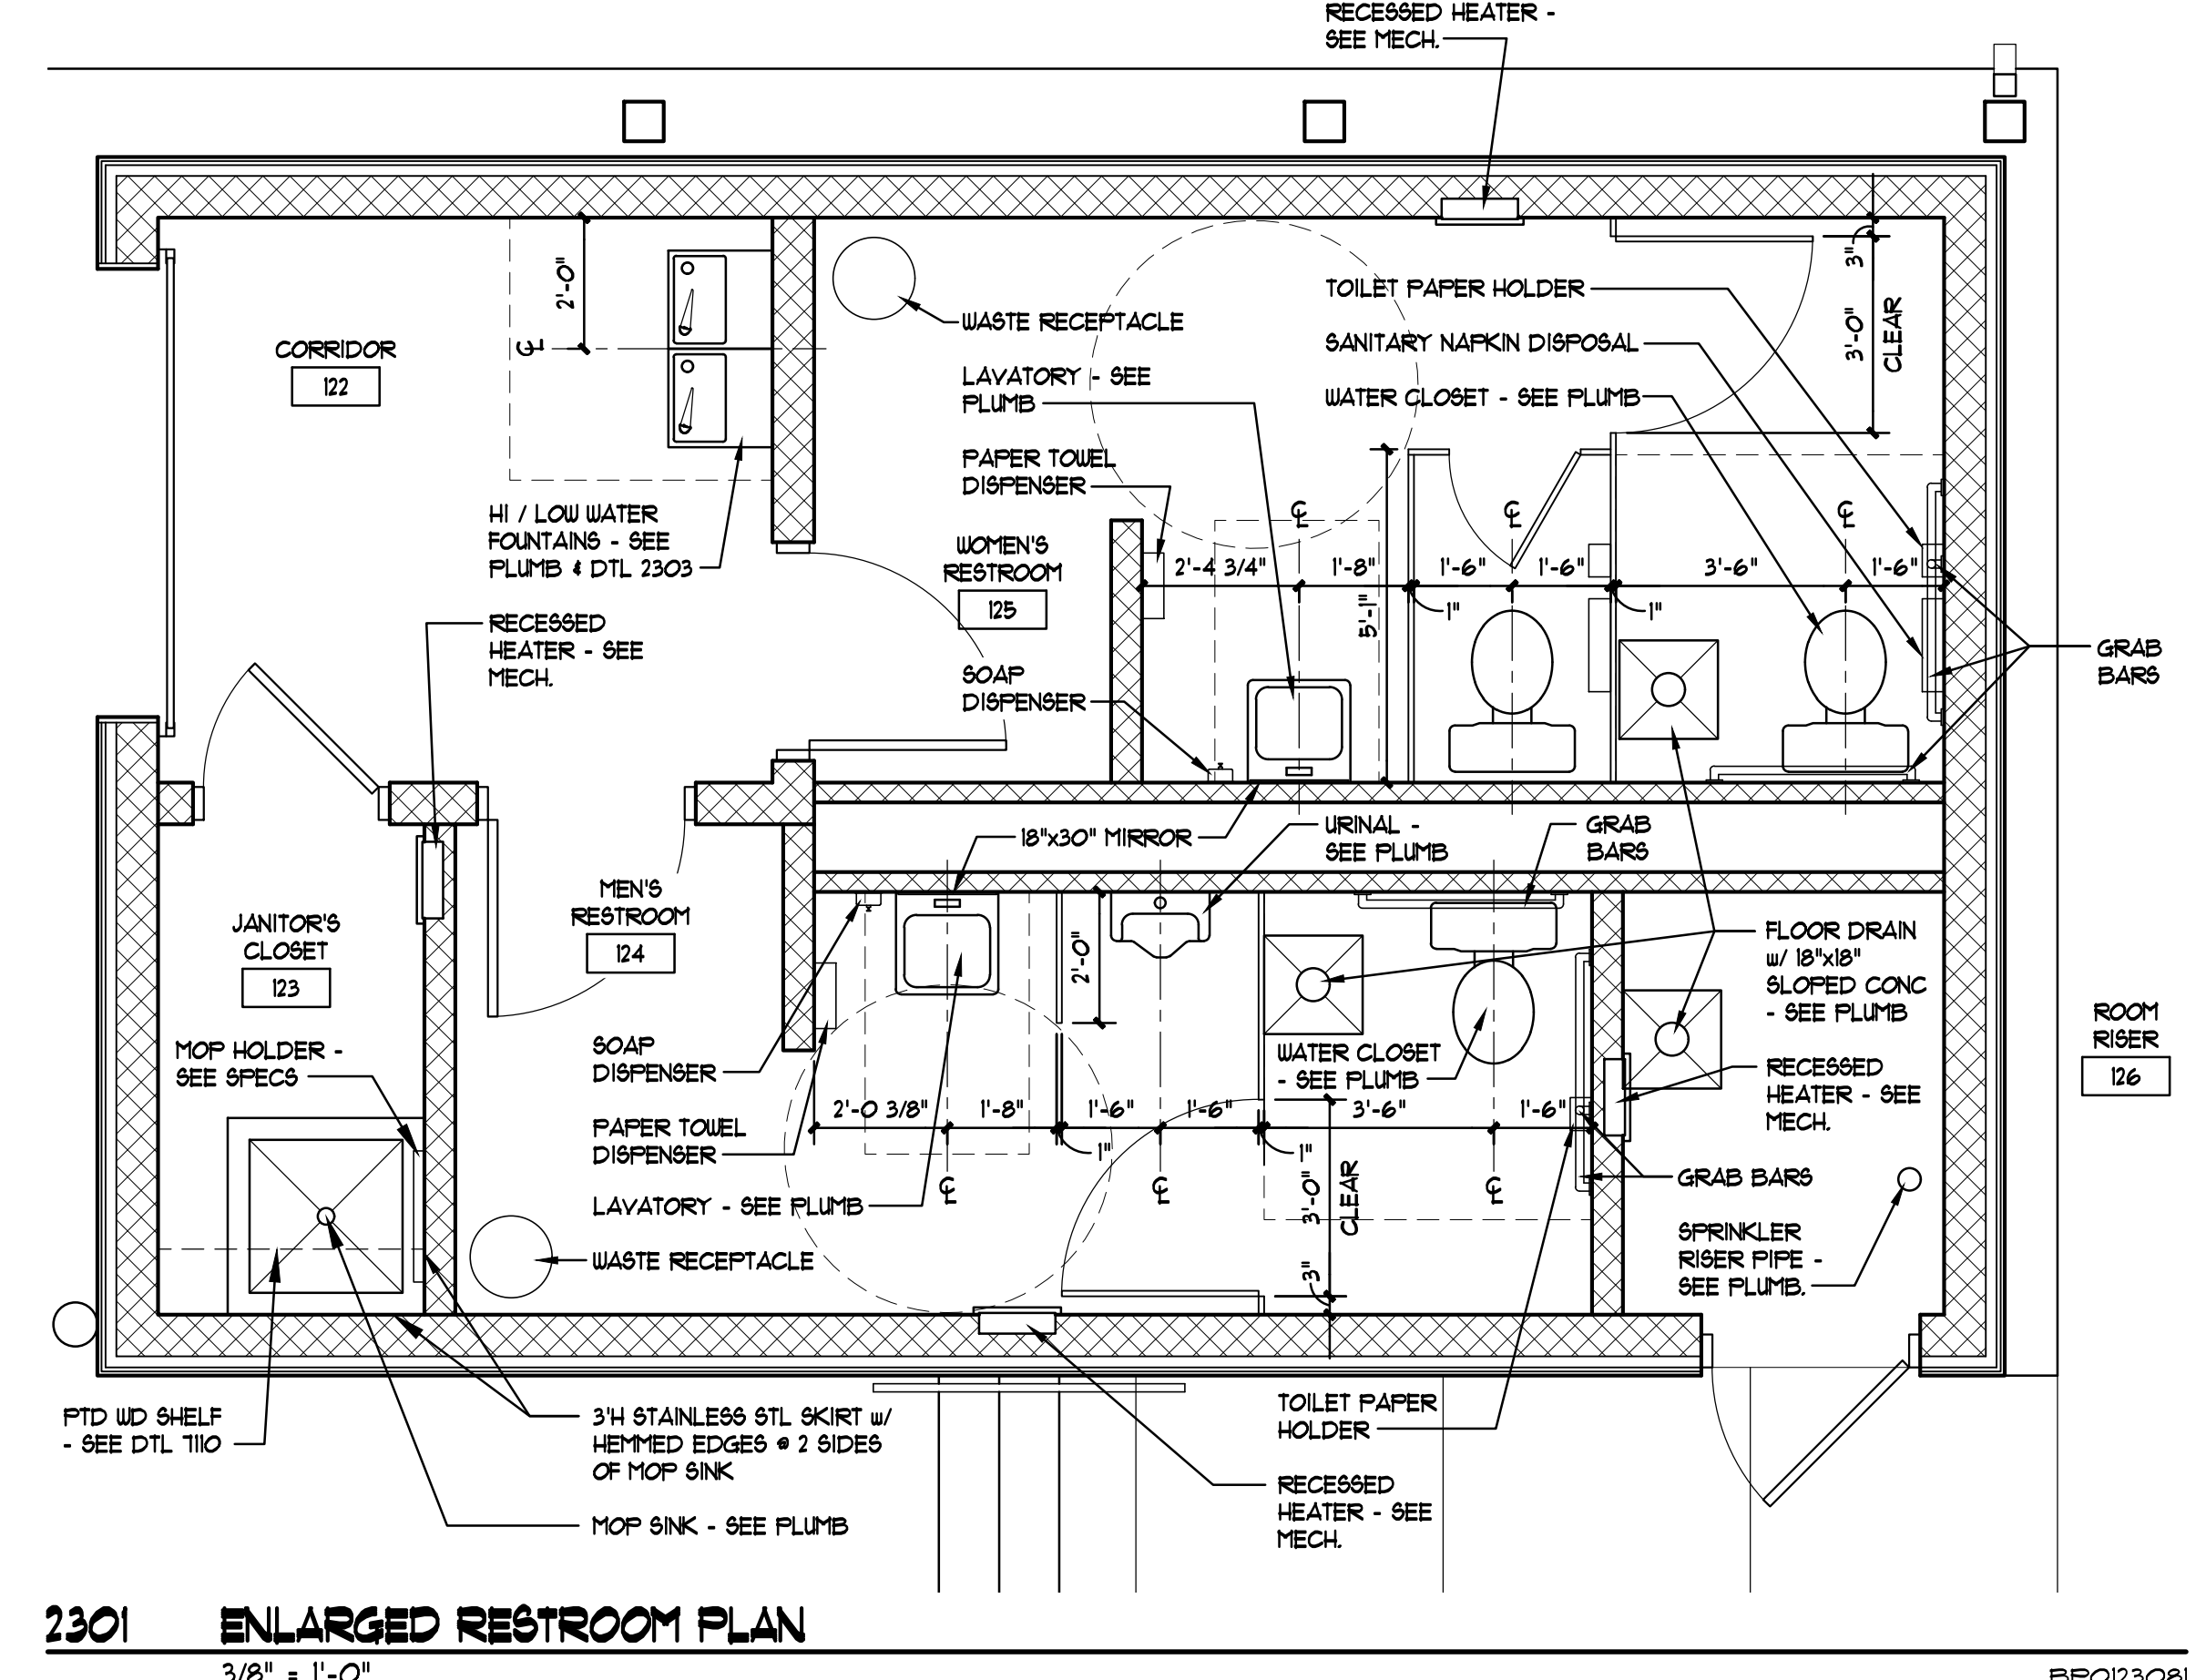 RECESSED HEATER -
SEE MECH.
CORRIDOR
122
2'-0"
℄
HI / LOW WATER
FOUNTAINS - SEE
PLUMB & DTL 2303
RECESSED
HEATER - SEE
MECH.
WASTE RECEPTACLE
LAVATORY - SEE
PLUMB
PAPER TOWEL
DISPENSER
WOMEN'S
RESTROOM
125
SOAP
DISPENSER
TOILET PAPER HOLDER
SANITARY NAPKIN DISPOSAL
WATER CLOSET - SEE PLUMB
3"
3'-0"
CLEAR
℄ ℄ ℄
2'-4 3/4" 1'-8" 1'-6" 1'-6" 3'-6" 1'-6"
1" 1"
5'-1"
GRAB
BARS
18"x30" MIRROR
URINAL -
SEE PLUMB
GRAB
BARS
JANITOR'S
CLOSET
123
MEN'S
RESTROOM
124
MOP HOLDER -
SEE SPECS
SOAP
DISPENSER
PAPER TOWEL
DISPENSER
LAVATORY - SEE PLUMB
WASTE RECEPTACLE
2'-0"
WATER CLOSET
- SEE PLUMB
2'-0 3/8" 1'-8" 1'-6" 1'-6" 3'-6" 1'-6"
1" 1"
℄ ℄ ℄
3'-0"
CLEAR
3"
FLOOR DRAIN
w/ 18"x18"
SLOPED CONC
- SEE PLUMB
RECESSED
HEATER - SEE
MECH.
GRAB BARS
SPRINKLER
RISER PIPE -
SEE PLUMB.
ROOM
RISER
126
PTD WD SHELF
- SEE DTL 7110
3'H STAINLESS STL SKIRT w/
HEMMED EDGES @ 2 SIDES
OF MOP SINK
MOP SINK - SEE PLUMB
TOILET PAPER
HOLDER
RECESSED
HEATER - SEE
MECH.
2301 ENLARGED RESTROOM PLAN
3/8" = 1'-0"
BP0123081